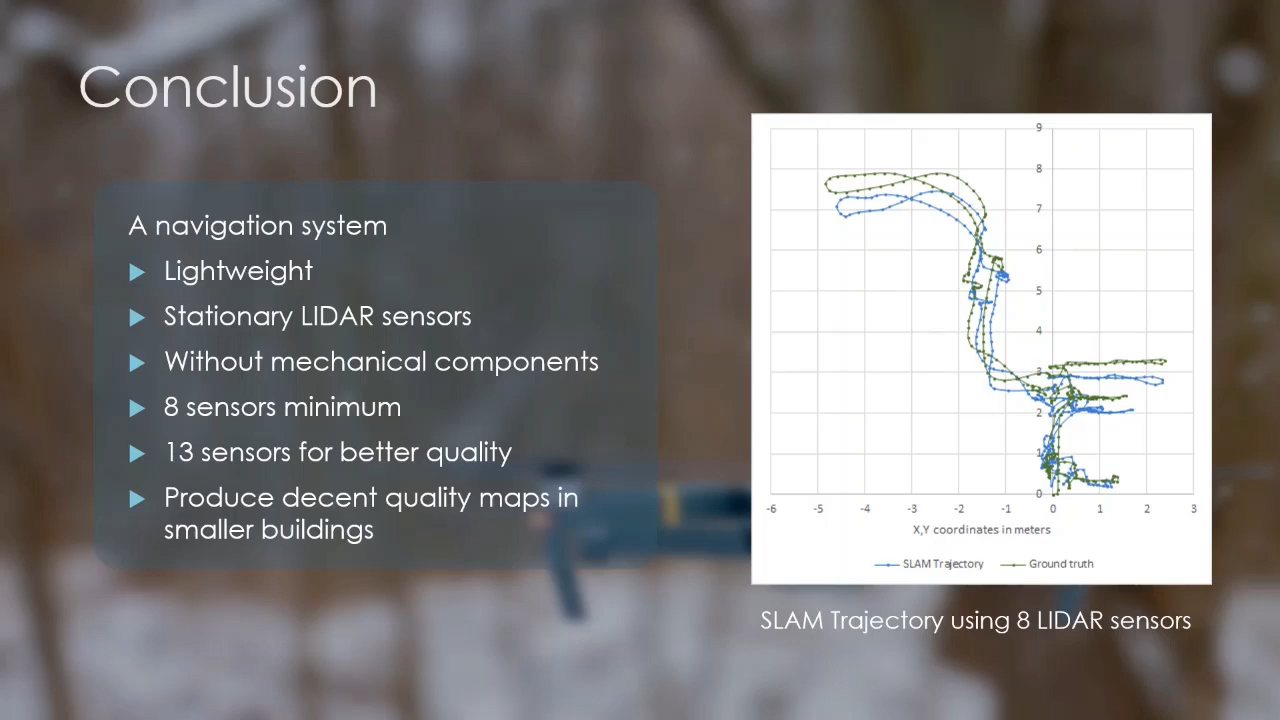 Conclusion
A navigation system
Lightweight
Stationary LIDAR sensors
Without mechanical components
8 sensors minimum
13 sensors for better quality
Produce decent quality maps in
smaller buildings
9
8
7
6
5
4
3
2
1
0
-6 -5 -4 -3 -2 -1 0 1 2 3
X,Y coordinates in meters
SLAM Trajectory Ground truth
SLAM Trajectory using 8 LIDAR sensors